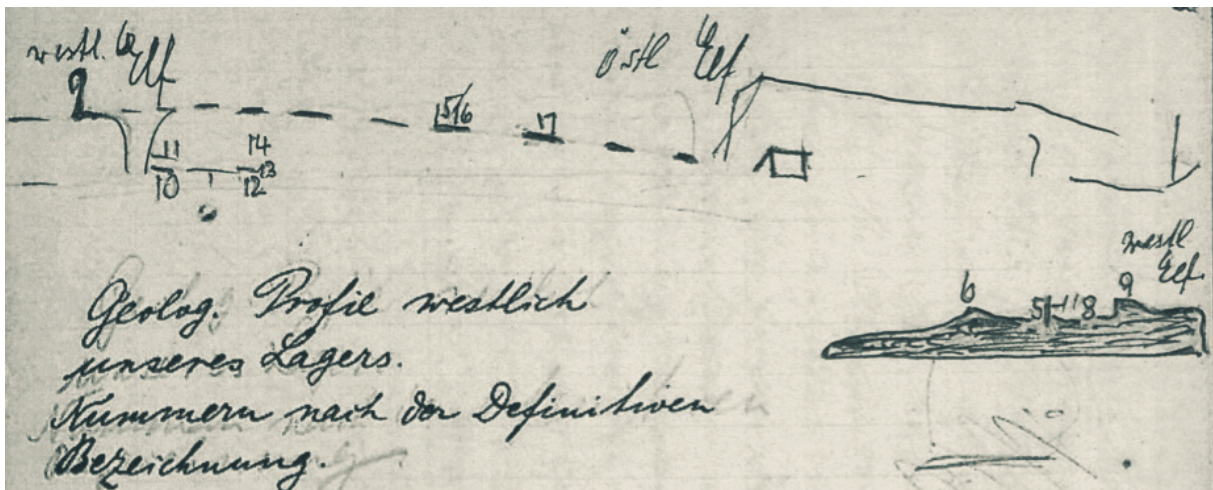 westl. Elf
östl Elf
9
15/16
17
11
14
13
10
12
westl
Elf.
6
5
8
9
Geolog. Profil westlich
unseres Lagers.
Nummern nach der Definitiven
Bezeichnung.